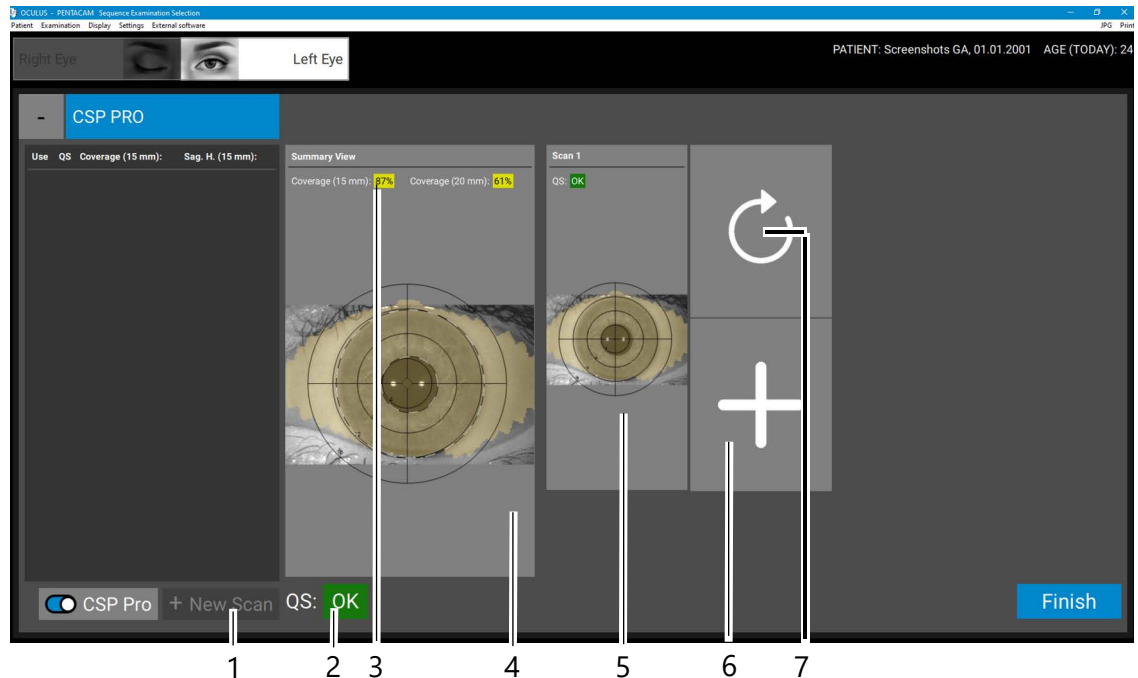 OCULUS - PENTACAM Sequence Examination Selection
Patient Examination Display Settings External software JPG Print
Right Eye Left Eye PATIENT: Screenshots GA, 01.01.2001 AGE (TODAY): 24
- CSP PRO
Use QS Coverage (15 mm): Sag. H. (15 mm): Summary View Scan 1
Coverage (15 mm): 87% Coverage (20 mm): 61% QS: OK
CSP Pro + New Scan QS: OK Finish
1 2 3 4 5 6 7